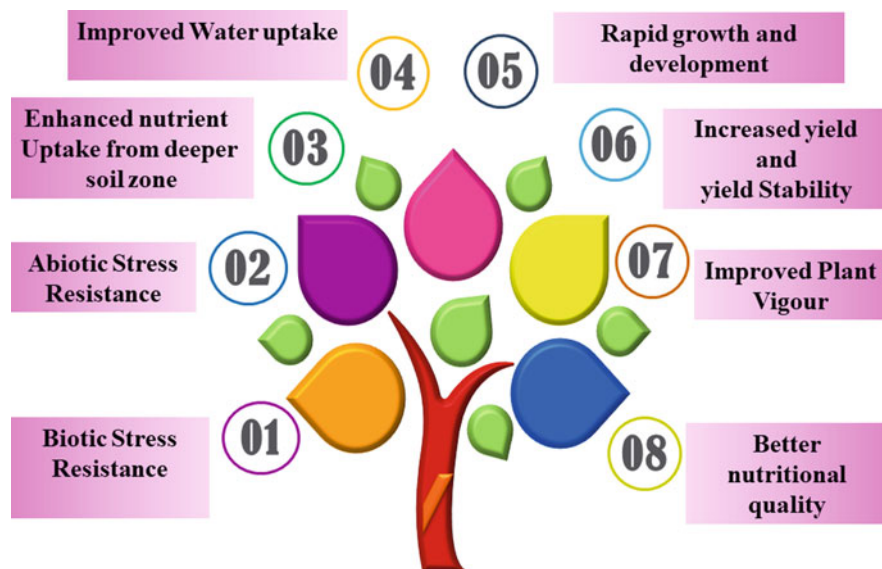 Improved Water uptake
04
05
Rapid growth and
development
Enhanced nutrient
Uptake from deeper
soil zone
03
06
Increased yield
and
yield Stability
Abiotic Stress
Resistance
02
07
Improved Plant
Vigour
Biotic Stress
Resistance
01
08
Better
nutritional
quality